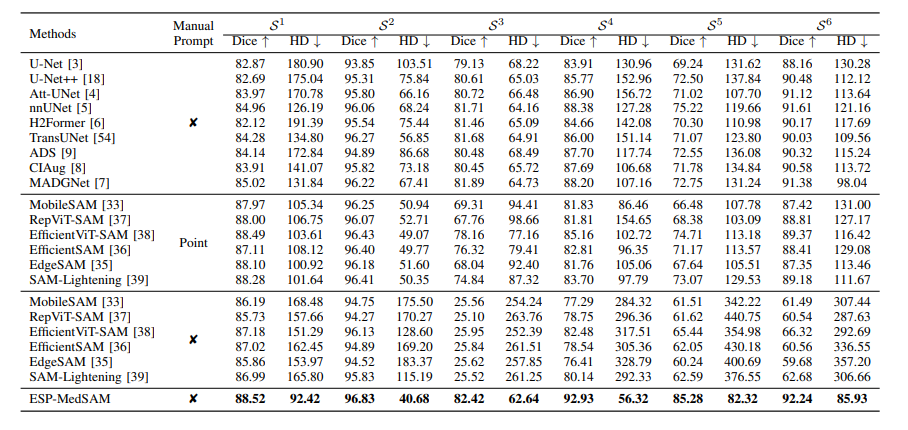 Methods Manual Prompt S¹ S² S³ S⁴ S⁵ S⁶
Dice ↑ HD ↓ Dice ↑ HD ↓ Dice ↑ HD ↓ Dice ↑ HD ↓ Dice ↑ HD ↓ Dice ↑ HD ↓
U-Net [3] 82.87 180.90 93.85 103.51 79.13 68.22 83.91 130.96 69.24 131.62 88.16 130.28
U-Net++ [18] 82.69 175.04 95.31 75.84 80.61 65.03 85.77 152.96 72.50 137.84 90.48 112.12
Att-UNet [4] 83.97 170.78 95.80 66.16 80.72 66.48 86.90 156.72 71.02 107.70 91.12 113.64
nnUNet [5] 84.96 126.19 96.06 68.24 81.71 64.16 88.38 127.28 75.22 119.66 91.61 121.16
H2Former [6] ✘ 82.12 191.39 95.54 75.44 81.46 65.09 84.66 142.08 70.30 110.98 90.17 117.69
TransUNet [54] 84.28 134.80 96.27 56.85 81.68 64.91 86.00 151.14 71.07 123.80 90.03 109.56
ADS [9] 84.14 172.84 94.89 86.68 80.48 68.49 87.70 117.74 72.55 136.08 90.32 115.24
CIAug [8] 83.91 141.07 95.82 73.18 80.45 65.72 87.69 106.68 71.78 134.84 90.58 113.72
MADGNet [7] 85.02 131.84 96.22 67.41 81.89 64.73 88.20 107.16 72.75 131.24 91.38 98.04
MobileSAM [33] 87.97 105.34 96.25 50.94 69.31 94.41 81.83 86.46 66.48 107.78 87.42 131.00
RepViT-SAM [37] 88.00 106.75 96.07 52.71 67.76 98.66 81.81 154.65 68.38 103.09 88.81 127.17
EfficientViT-SAM [38] 88.49 103.61 96.43 49.07 78.16 77.16 85.16 102.72 74.71 113.18 89.37 116.42
Point
EfficientSAM [36] 87.11 108.12 96.40 49.77 76.32 79.41 82.81 96.35 71.17 113.57 88.41 129.08
EdgeSAM [35] 88.10 100.92 96.18 51.60 68.04 92.40 81.76 105.06 67.64 105.51 87.35 113.46
SAM-Lightening [39] 88.28 101.64 96.41 50.35 74.84 87.32 83.70 97.79 73.07 129.53 89.18 111.67
MobileSAM [33] 86.19 168.48 94.75 175.50 25.56 254.24 77.29 284.32 61.51 342.22 61.49 307.44
RepViT-SAM [37] 85.73 157.66 94.27 170.27 25.10 263.76 78.75 296.36 61.62 440.75 60.54 287.63
EfficientViT-SAM [38] 87.18 151.29 96.13 128.60 25.95 252.39 82.48 317.51 65.44 354.98 66.32 292.69
✘
EfficientSAM [36] 87.02 162.45 94.89 169.20 25.84 261.51 78.54 305.36 62.05 430.18 60.56 336.55
EdgeSAM [35] 85.86 153.97 94.52 183.37 25.62 257.85 76.41 328.79 60.24 400.69 59.68 357.20
SAM-Lightening [39] 86.99 165.80 95.83 115.19 25.52 261.25 80.14 292.33 62.59 376.55 62.68 306.66
ESP-MedSAM ✘ 88.52 92.42 96.83 40.68 82.42 62.64 92.93 56.32 85.28 82.32 92.24 85.93